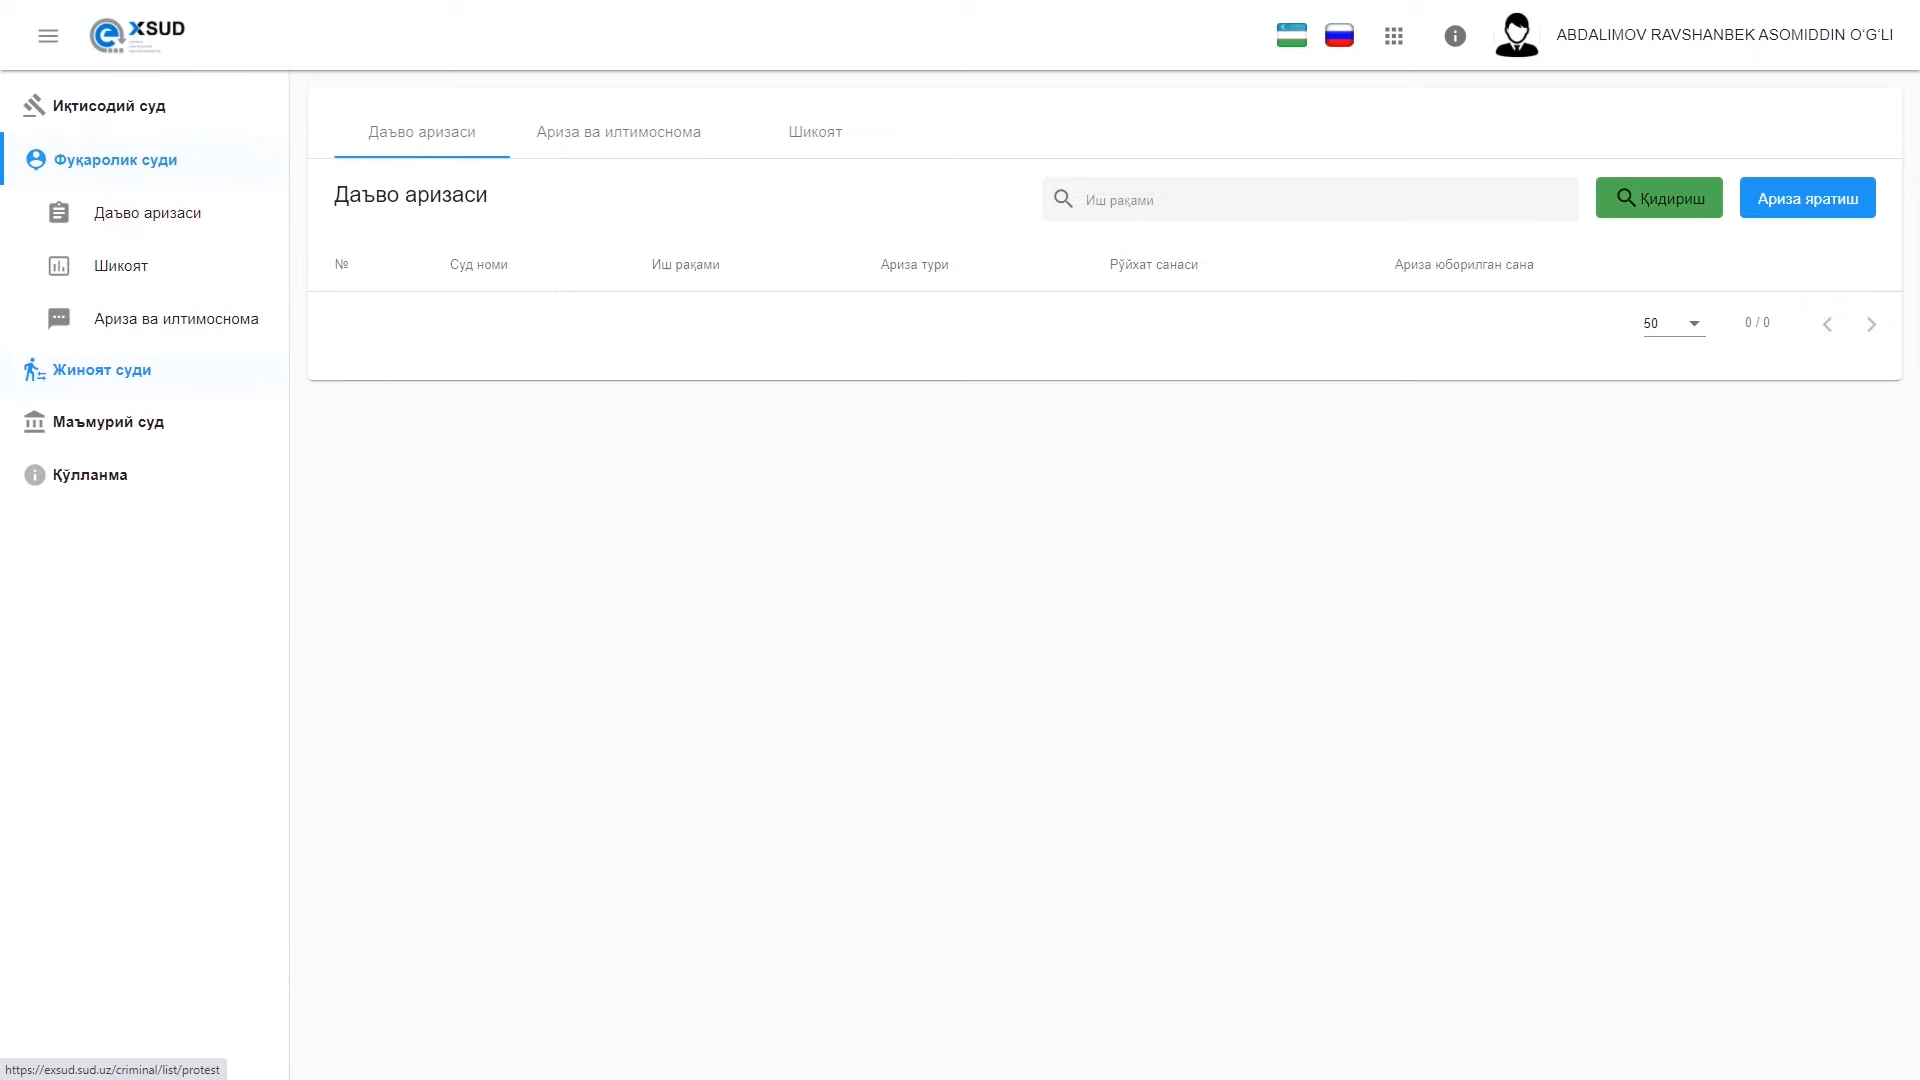 XSUD
ABDALIMOV RAVSHANBEK ASOMIDDIN O'G'LI
Иқтисодий суд
Фуқаролик суди
Даъво аризаси
Шикоят
Ариза ва илтимоснома
Жиноят суди
Маъмурий суд
Қўлланма
Даъво аризаси Ариза ва илтимоснома Шикоят
Даъво аризаси
Иш рақами
Қидириш
Ариза яратиш
№ Суд номи Иш рақами Ариза тури Рўйхат санаси Ариза юборилган сана
50 0 / 0
https://exsud.sud.uz/criminal/list/protest